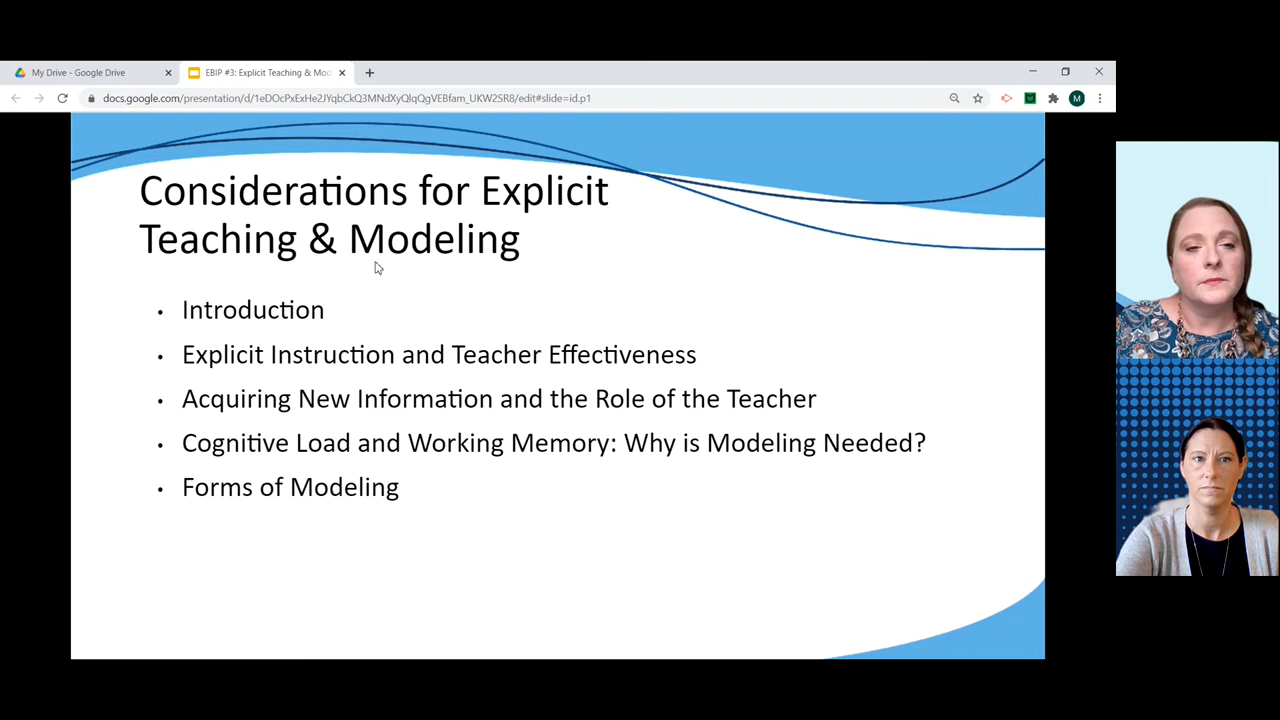 My Drive - Google Drive
EBIP #3: Explicit Teaching & Mod
docs.google.com/presentation/d/1eDOcPxExHe2JYqbCkQ3MNdXyQlqQgVEBfam_UKW2SR8/edit#slide=id.p1
M
Considerations for Explicit
Teaching & Modeling
• Introduction
• Explicit Instruction and Teacher Effectiveness
• Acquiring New Information and the Role of the Teacher
• Cognitive Load and Working Memory: Why is Modeling Needed?
• Forms of Modeling